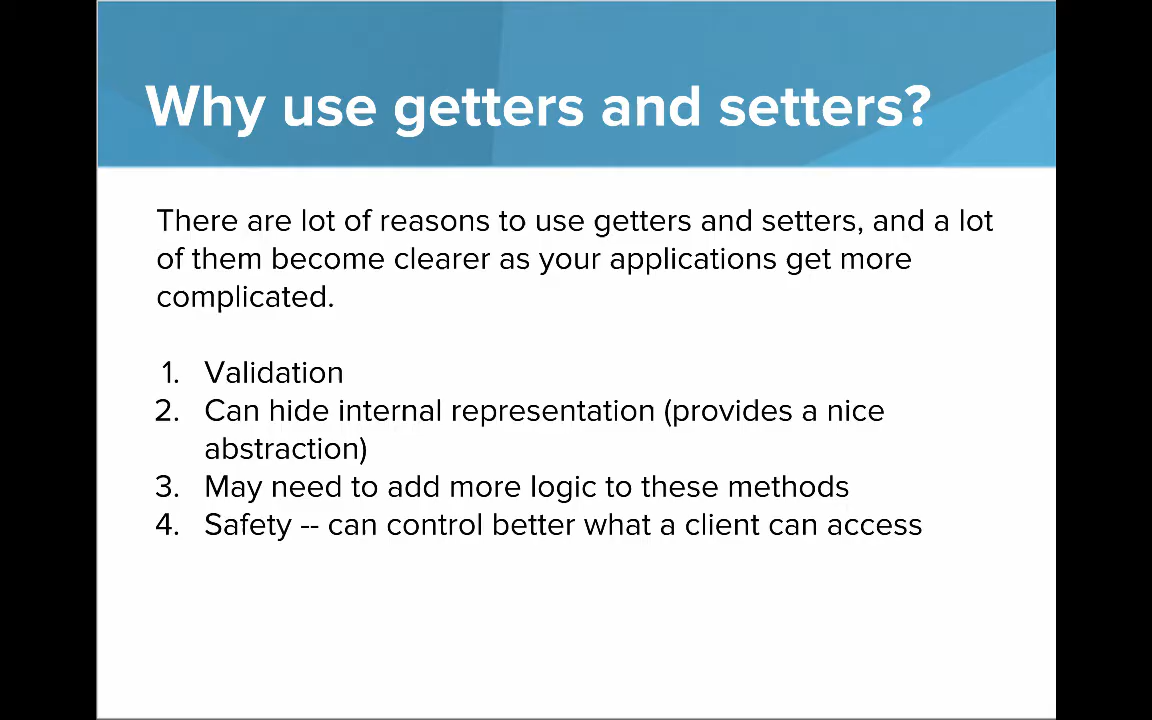 Why use getters and setters?
There are lot of reasons to use getters and setters, and a lot
of them become clearer as your applications get more
complicated.
1. Validation
2. Can hide internal representation (provides a nice
abstraction)
3. May need to add more logic to these methods
4. Safety -- can control better what a client can access